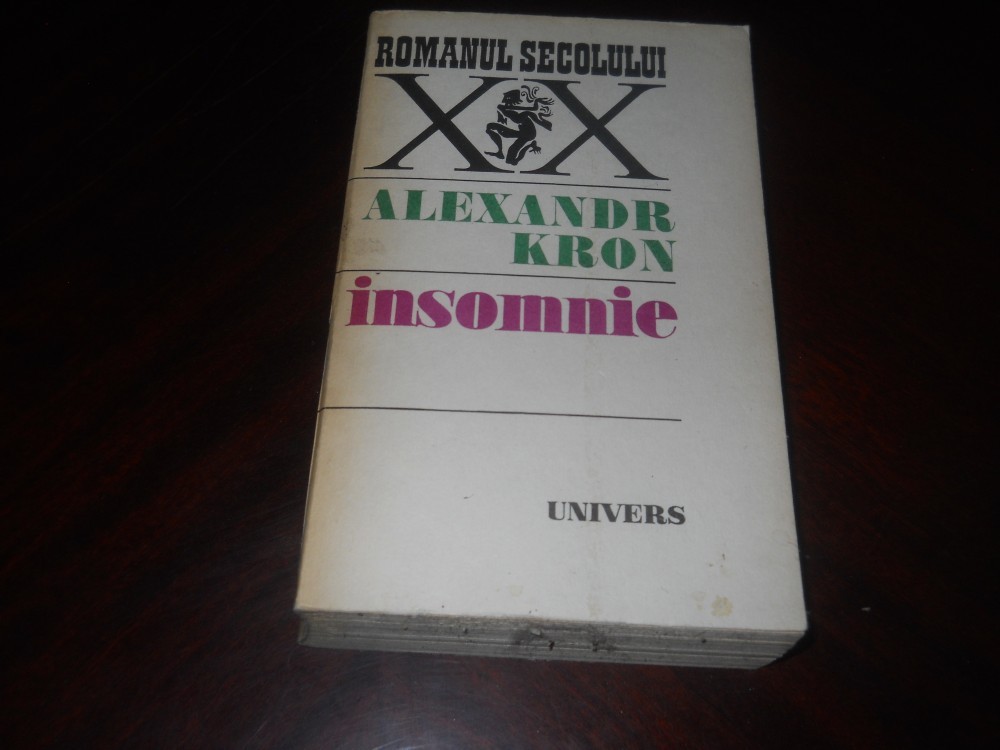 ROMANUL SECOLULUI
XX
ALEXANDR
KRON
insomnie
UNIVERS